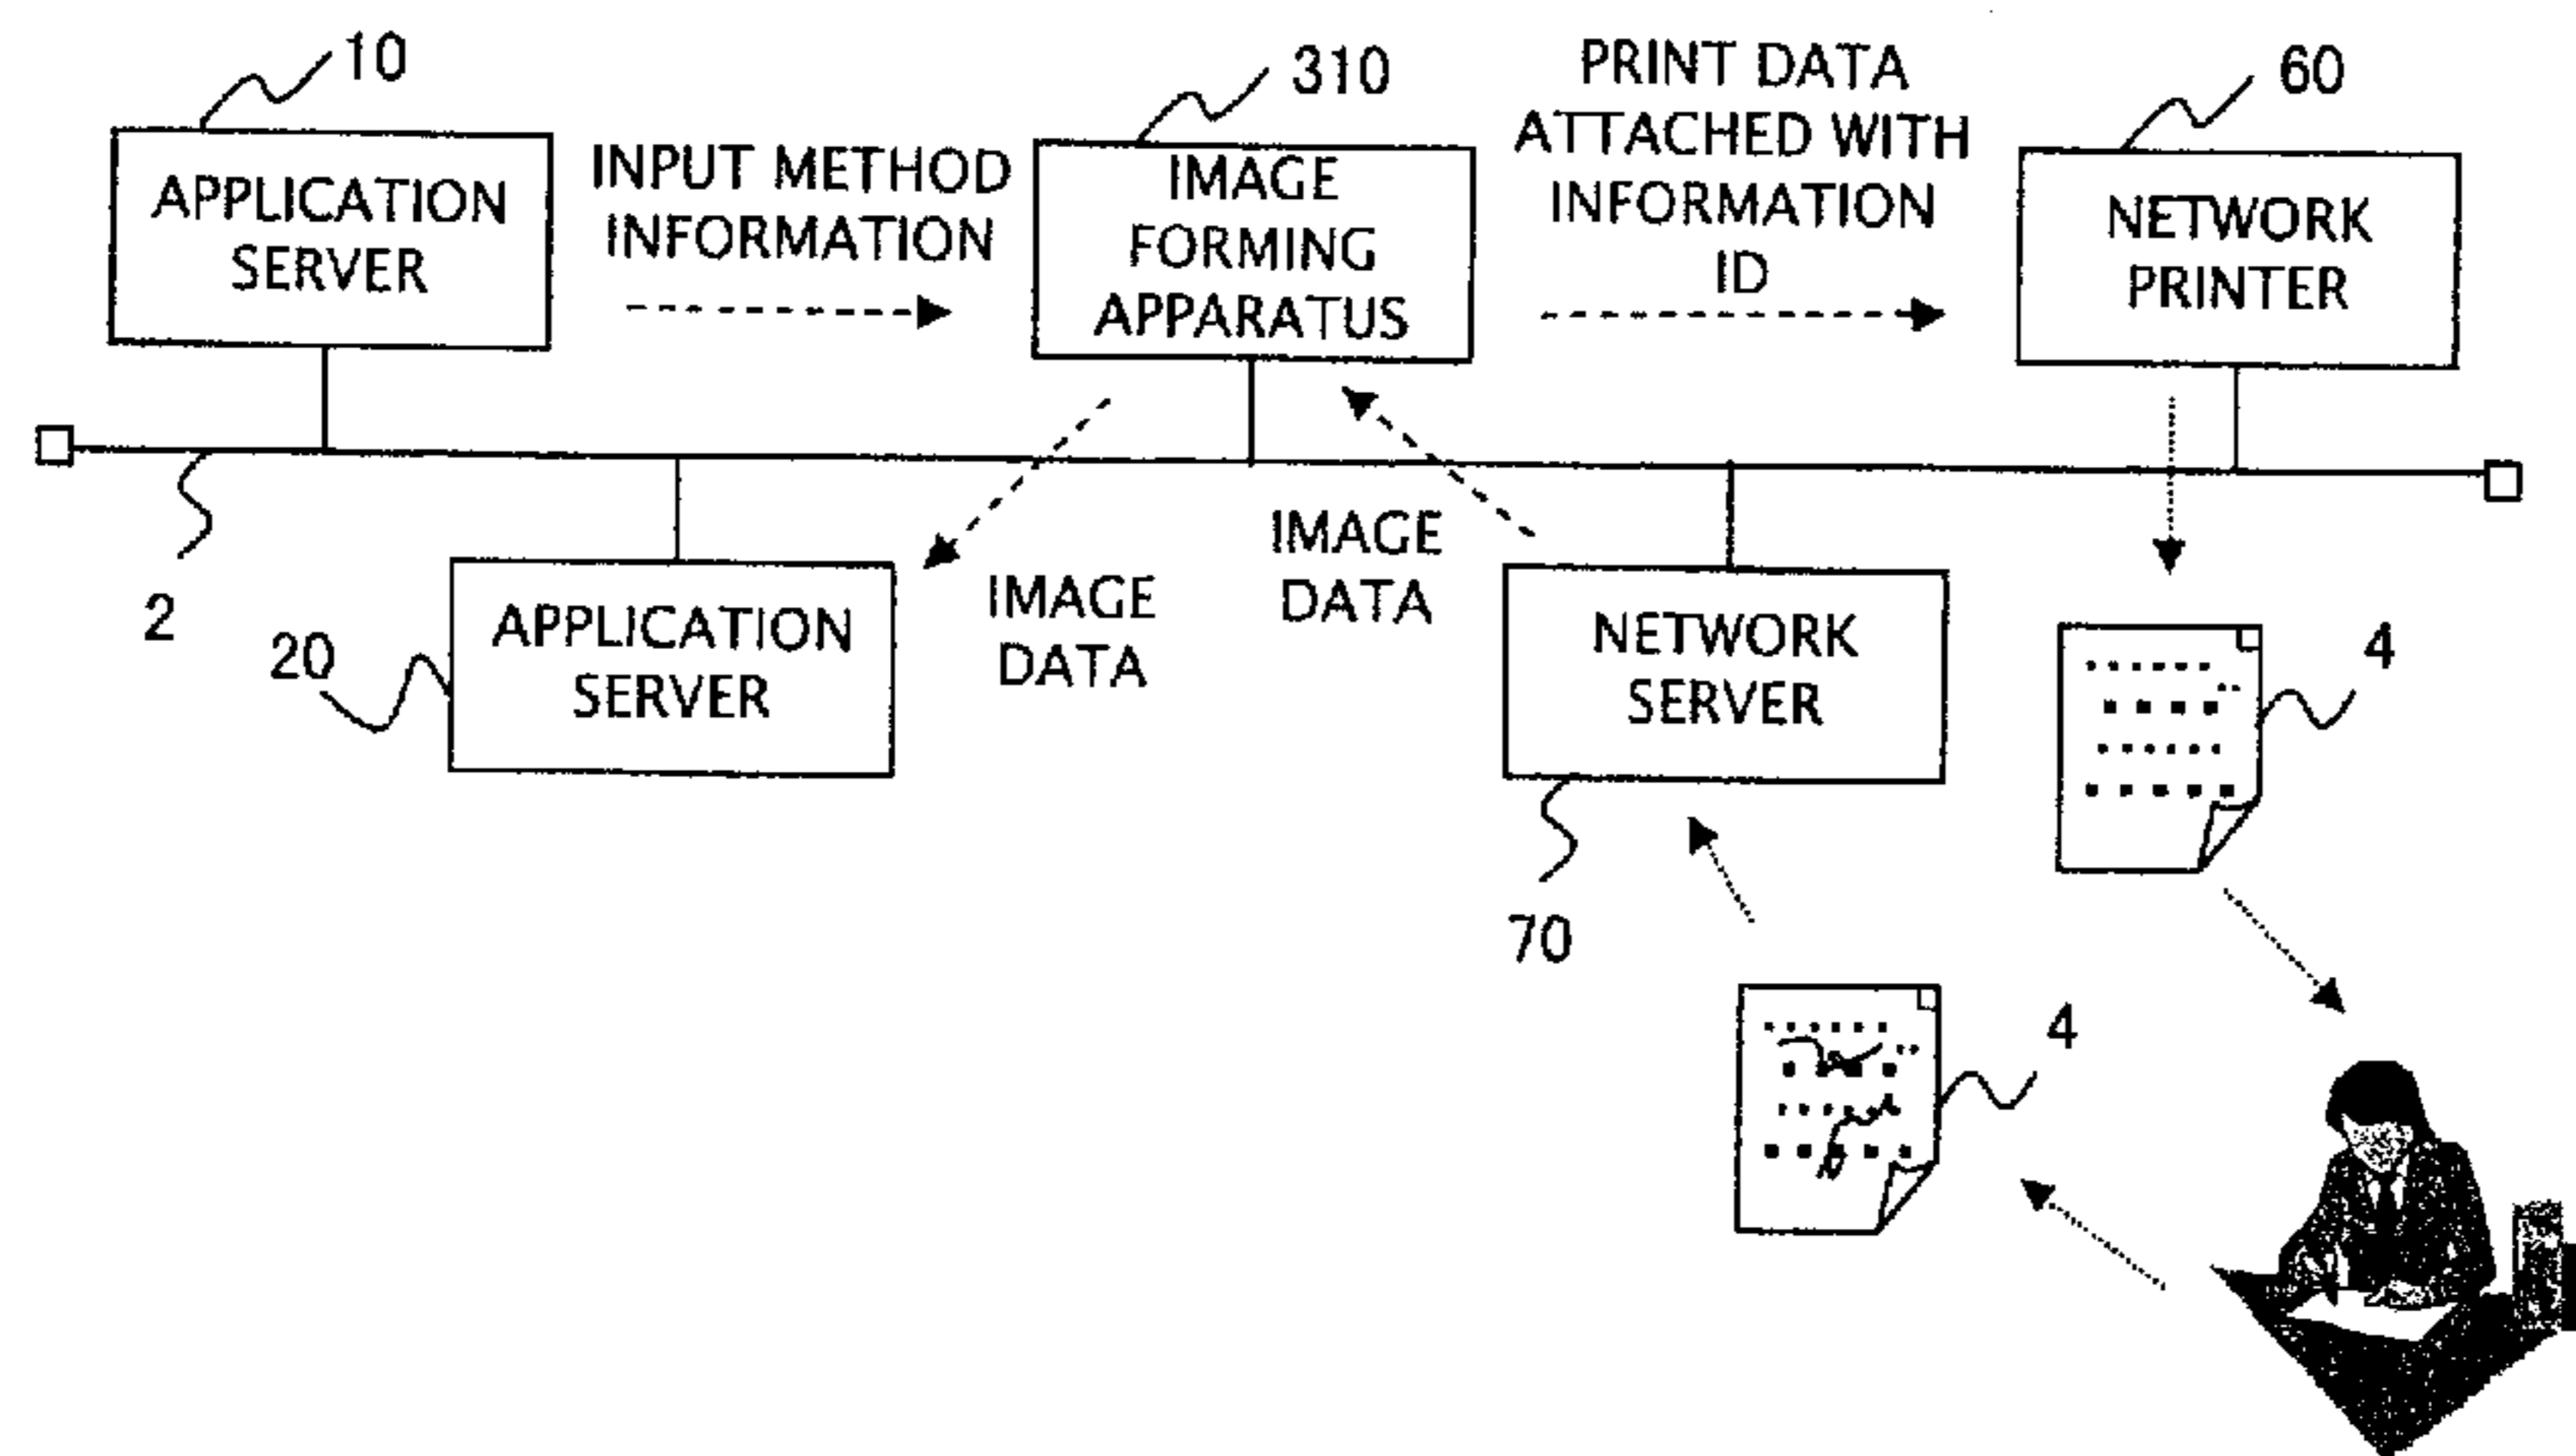 10
310
PRINT DATA
ATTACHED WITH
INFORMATION
ID
60
APPLICATION
SERVER
INPUT METHOD
INFORMATION
IMAGE
FORMING
APPARATUS
NETWORK
PRINTER
2
20
APPLICATION
SERVER
IMAGE
DATA
IMAGE
DATA
NETWORK
SERVER
4
70
4